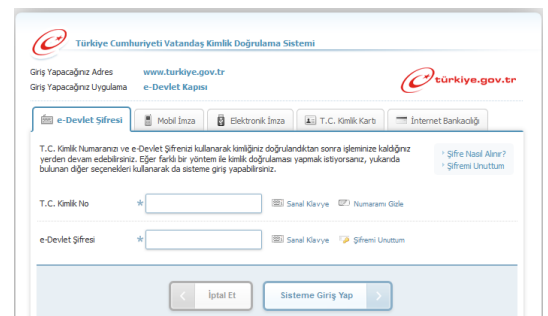 Türkiye Cumhuriyeti Vatandaş Kimlik Doğrulama Sistemi
Giriş Yapacağınız Adres www.turkiye.gov.tr
Giriş Yapacağınız Uygulama e-Devlet Kapısı
türkiye.gov.tr
e-Devlet Şifresi Mobil İmza Elektronik İmza T.C. Kimlik Kartı İnternet Bankacılığı
T.C. Kimlik Numaranızı ve e-Devlet Şifrenizi kullanarak kimliğiniz doğrulandıktan sonra işleminize kaldığınız
yerden devam edebilirsiniz. Eğer farklı bir yöntem ile kimlik doğrulaması yapmak istiyorsanız, yukarıda
bulunan diğer seçenekleri kullanarak da sisteme giriş yapabilirsiniz.
Şifre Nasıl Alınır?
Şifremi Unuttum
T.C. Kimlik No * Sanal Klavye Numaramı Gizle
e-Devlet Şifresi * Sanal Klavye Şifremi Unuttum
İptal Et Sisteme Giriş Yap